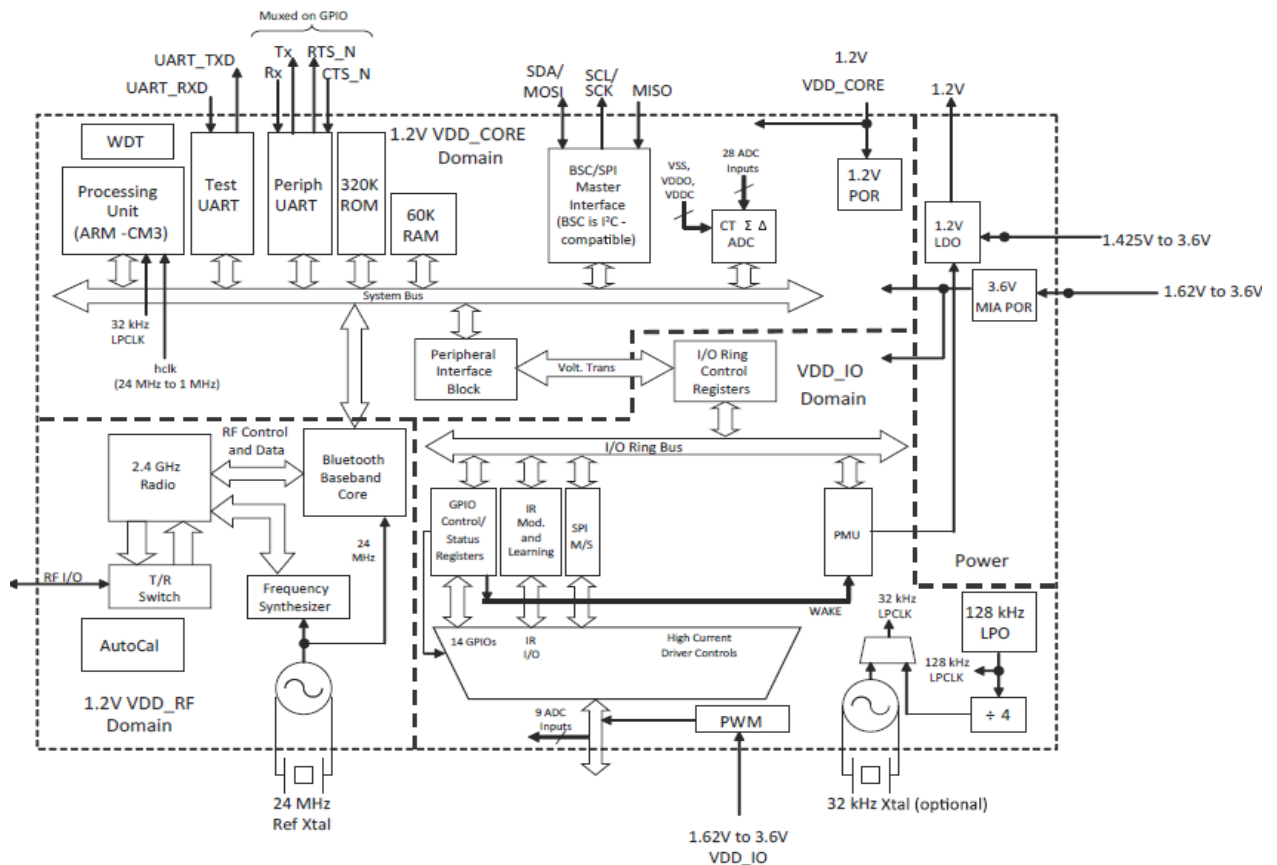 Muxed on GPIO
UART_TXD
Tx
RTS_N
UART_RXD
Rx
CTS_N
SDA/
MOSI
SCL/
SCK
MISO
1.2V
VDD_CORE
1.2V
WDT
1.2V VDD_CORE
Domain
Processing
Unit
(ARM -CM3)
Test
UART
Periph
UART
320K
ROM
60K
RAM
BSC/SPI
Master
Interface
(BSC is I²C -
compatible)
VSS,
VDDO,
VDDC
28 ADC
Inputs
CT Σ Δ
ADC
1.2V
POR
1.2V
LDO
1.425V to 3.6V
3.6V
MIA POR
1.62V to 3.6V
System Bus
32 kHz
LPCLK
hclk
(24 MHz to 1 MHz)
Peripheral
Interface
Block
Volt. Trans
I/O Ring
Control
Registers
VDD_IO
Domain
2.4 GHz
Radio
RF Control
and Data
Bluetooth
Baseband
Core
I/O Ring Bus
GPIO
Control/
Status
Registers
IR
Mod.
and
Learning
SPI
M/S
PMU
Power
24
MHz
RF I/O
T/R
Switch
Frequency
Synthesizer
WAKE
AutoCal
14 GPIOs
IR
I/O
High Current
Driver Controls
32 kHz
LPCLK
128 kHz
LPO
128 kHz
LPCLK
÷ 4
1.2V VDD_RF
Domain
9 ADC
Inputs
PWM
24 MHz
Ref Xtal
32 kHz Xtal (optional)
1.62V to 3.6V
VDD_IO